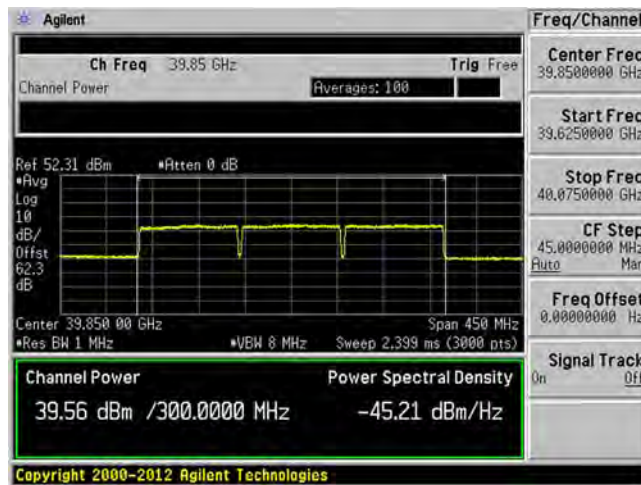 Agilent
Freq/Channel
Ch Freq 39.85 GHz Trig Free
Channel Power Averages: 100
Center Freq
39.8500000 GHz
Start Freq
39.6250000 GHz
Stop Freq
40.0750000 GHz
CF Step
45.0000000 MHz
Auto Man
Freq Offset
0.00000000 Hz
Signal Track
On Off
Ref 52.31 dBm #Atten 0 dB
#Avg
Log
10
dB/
Offst
62.3
dB
Center 39.850 00 GHz Span 450 MHz
#Res BW 1 MHz #VBW 8 MHz Sweep 2.399 ms (3000 pts)
Channel Power Power Spectral Density
39.56 dBm /300.0000 MHz -45.21 dBm/Hz
Copyright 2000-2012 Agilent Technologies